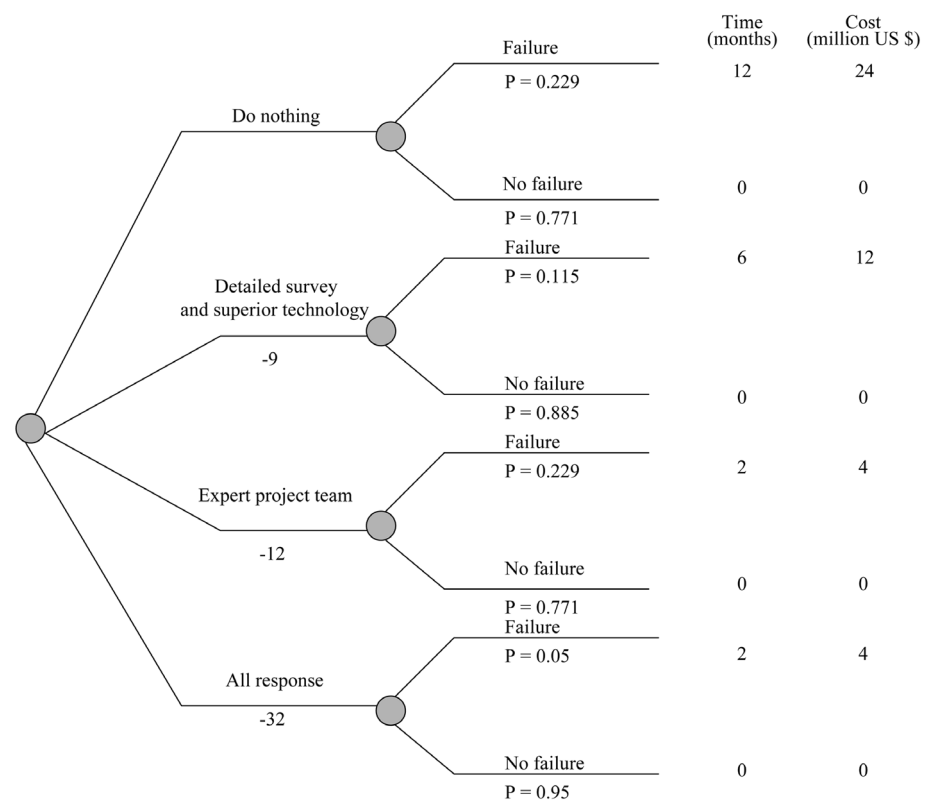 Time Cost
(months) (million US $)
Failure
12 24
P = 0.229
Do nothing
No failure 0 0
P = 0.771
Failure 6 12
P = 0.115
Detailed survey
and superior technology
-9
No failure 0 0
P = 0.885
Failure
P = 0.229 2 4
Expert project team
-12
No failure
0 0
P = 0.771
Failure
P = 0.05 2 4
All response
-32
No failure 0 0
P = 0.95